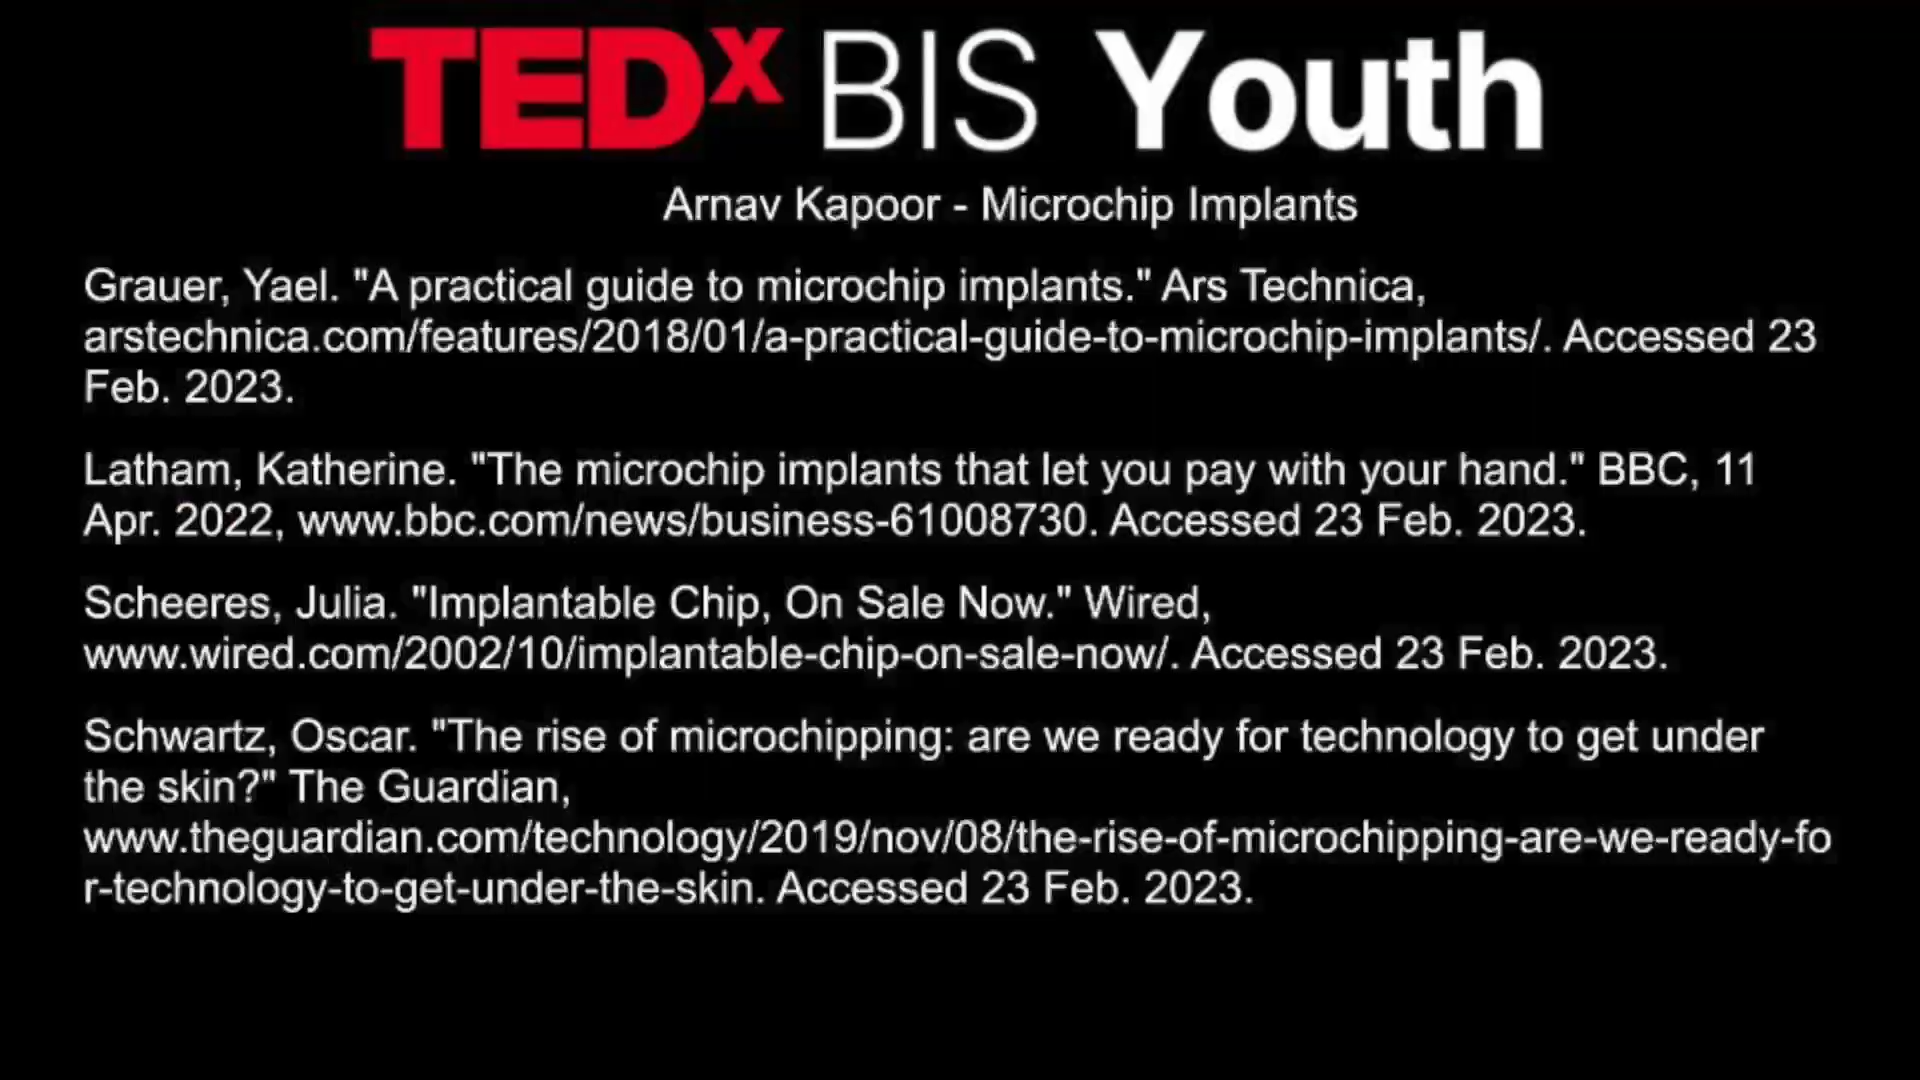 TEDx BIS Youth
Arnav Kapoor - Microchip Implants
Grauer, Yael. "A practical guide to microchip implants." Ars Technica,
arstechnica.com/features/2018/01/a-practical-guide-to-microchip-implants/. Accessed 23
Feb. 2023.
Latham, Katherine. "The microchip implants that let you pay with your hand." BBC, 11
Apr. 2022, www.bbc.com/news/business-61008730. Accessed 23 Feb. 2023.
Scheeres, Julia. "Implantable Chip, On Sale Now." Wired,
www.wired.com/2002/10/implantable-chip-on-sale-now/. Accessed 23 Feb. 2023.
Schwartz, Oscar. "The rise of microchipping: are we ready for technology to get under
the skin?" The Guardian,
www.theguardian.com/technology/2019/nov/08/the-rise-of-microchipping-are-we-ready-fo
r-technology-to-get-under-the-skin. Accessed 23 Feb. 2023.